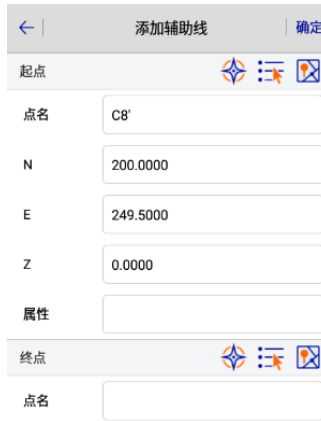 添加辅助线 确定
起点
点名 C8'
N 200.0000
E 249.5000
Z 0.0000
属性
终点
点名